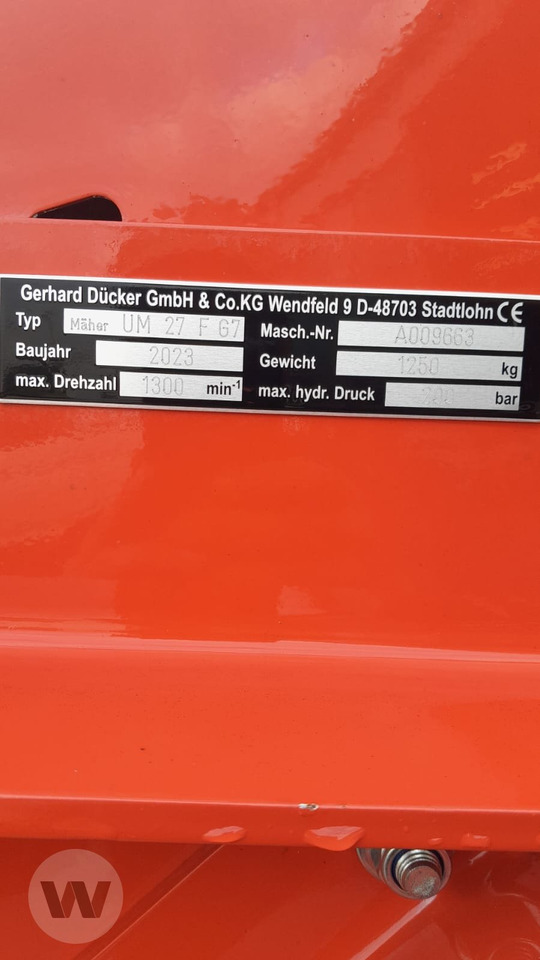 Gerhard Dücker GmbH & Co.KG Wendfeld 9 D-48703 Stadtlohn CE
Typ Mäher UM 27 F G7 Masch.-Nr. A009663
Baujahr 2023 Gewicht 1250 kg
max. Drehzahl 1300 min-1 max. hydr. Druck 200 bar
W